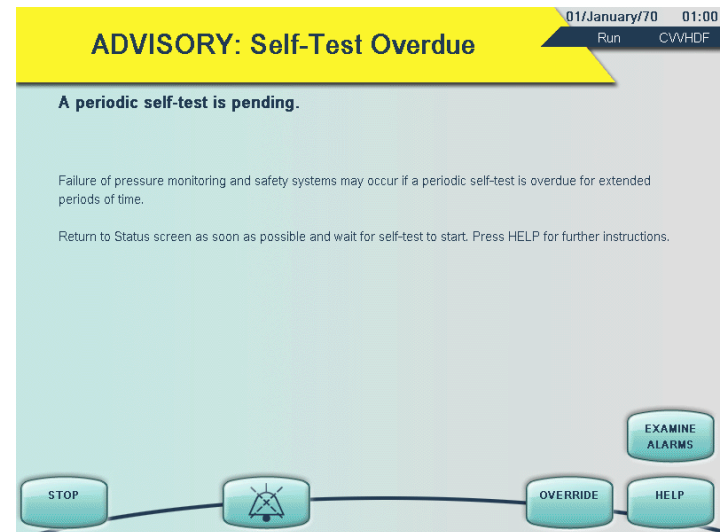 01/January/70 01:00
ADVISORY: Self-Test Overdue
Run CVVHDF
A periodic self-test is pending.
Failure of pressure monitoring and safety systems may occur if a periodic self-test is overdue for extended
periods of time.
Return to Status screen as soon as possible and wait for self-test to start. Press HELP for further instructions.
EXAMINE
ALARMS
STOP
OVERRIDE
HELP